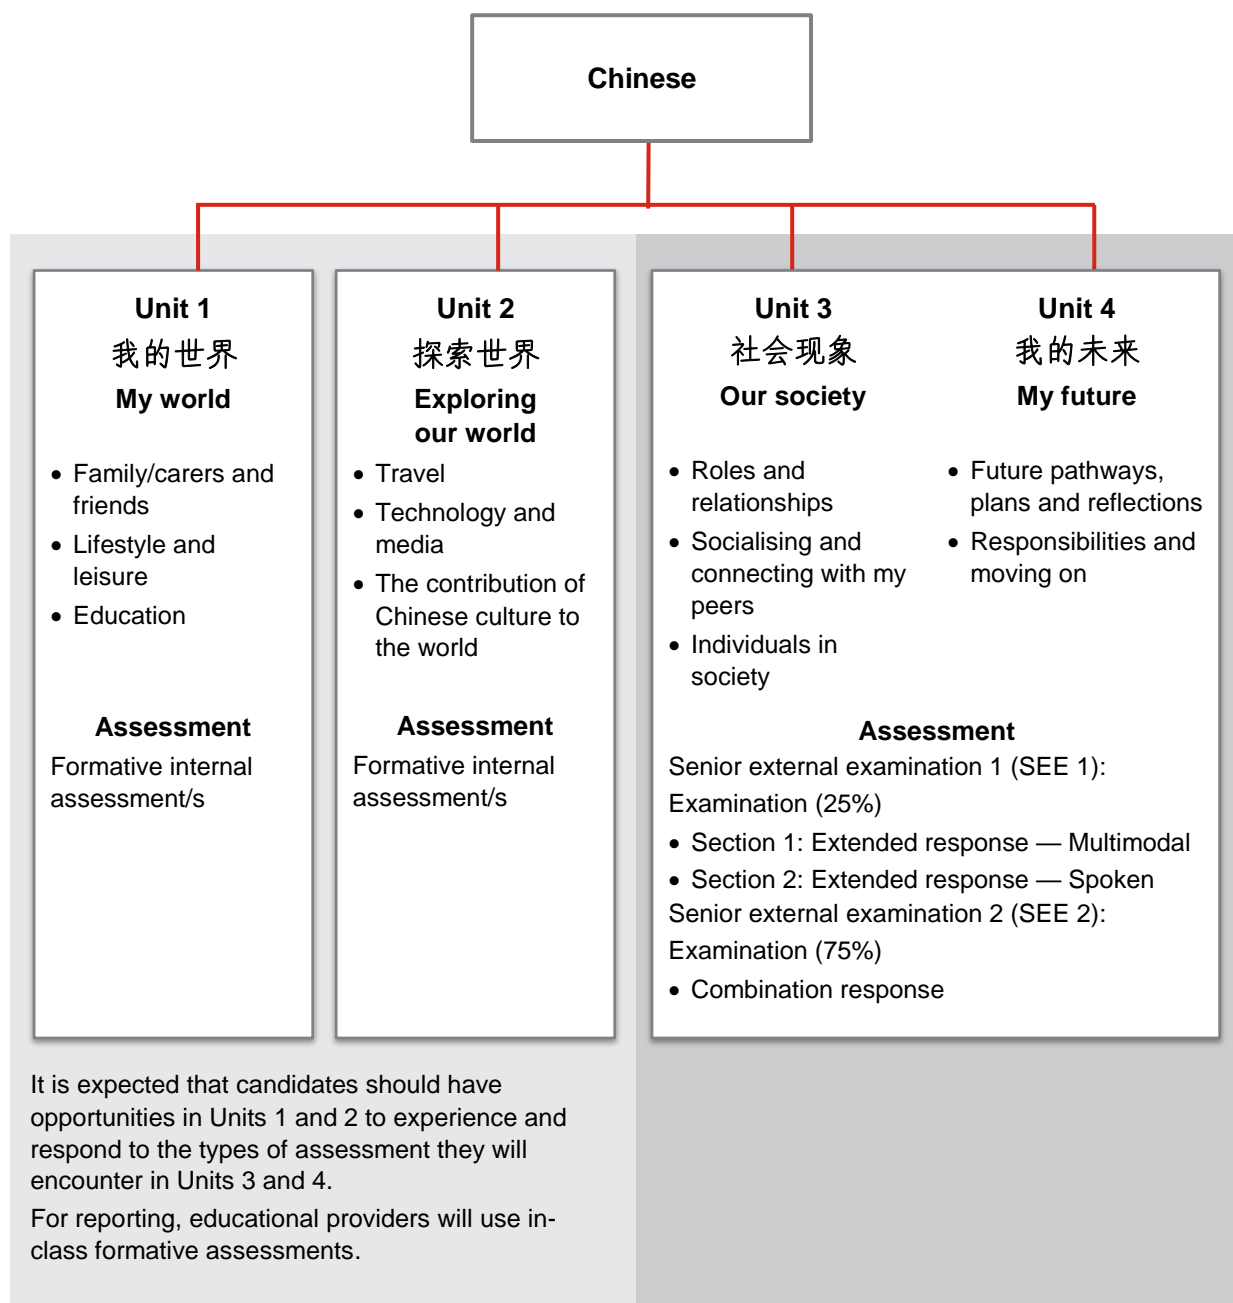 Chinese
Unit 1
我的世界
My world
• Family/carers and
friends
• Lifestyle and
leisure
• Education
Assessment
Formative internal
assessment/s
Unit 2
探索世界
Exploring
our world
• Travel
• Technology and
media
• The contribution of
Chinese culture to
the world
Assessment
Formative internal
assessment/s
Unit 3
社会现象
Our society
• Roles and
relationships
• Socialising and
connecting with my
peers
• Individuals in
society
Unit 4
我的未来
My future
• Future pathways,
plans and reflections
• Responsibilities and
moving on
Assessment
Senior external examination 1 (SEE 1):
Examination (25%)
• Section 1: Extended response — Multimodal
• Section 2: Extended response — Spoken
Senior external examination 2 (SEE 2):
Examination (75%)
• Combination response
It is expected that candidates should have
opportunities in Units 1 and 2 to experience and
respond to the types of assessment they will
encounter in Units 3 and 4.
For reporting, educational providers will use in-
class formative assessments.